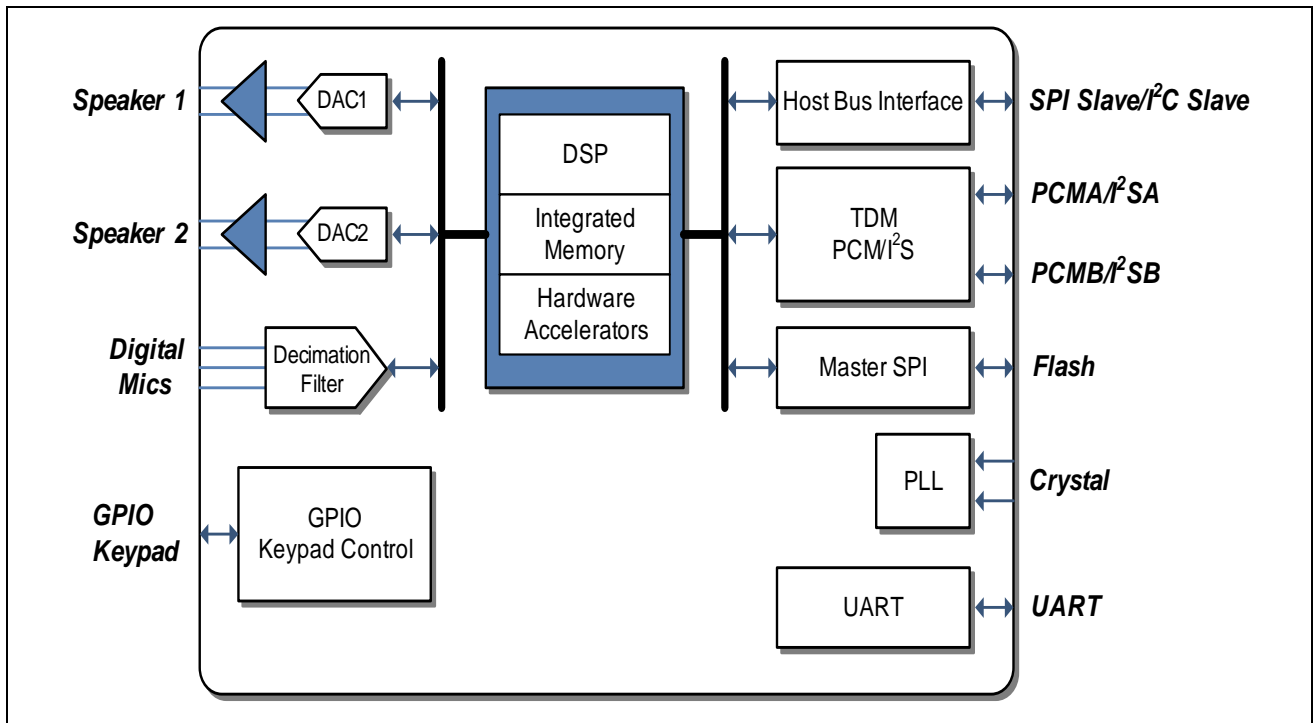 Speaker 1
DAC1
Speaker 2
DAC2
Digital
Mics
Decimation
Filter
GPIO
Keypad
GPIO
Keypad Control
DSP
Integrated
Memory
Hardware
Accelerators
Host Bus Interface
SPI Slave/I²C Slave
TDM
PCM/I²S
PCMA/I²SA
PCMB/I²SB
Master SPI
Flash
PLL
Crystal
UART
UART